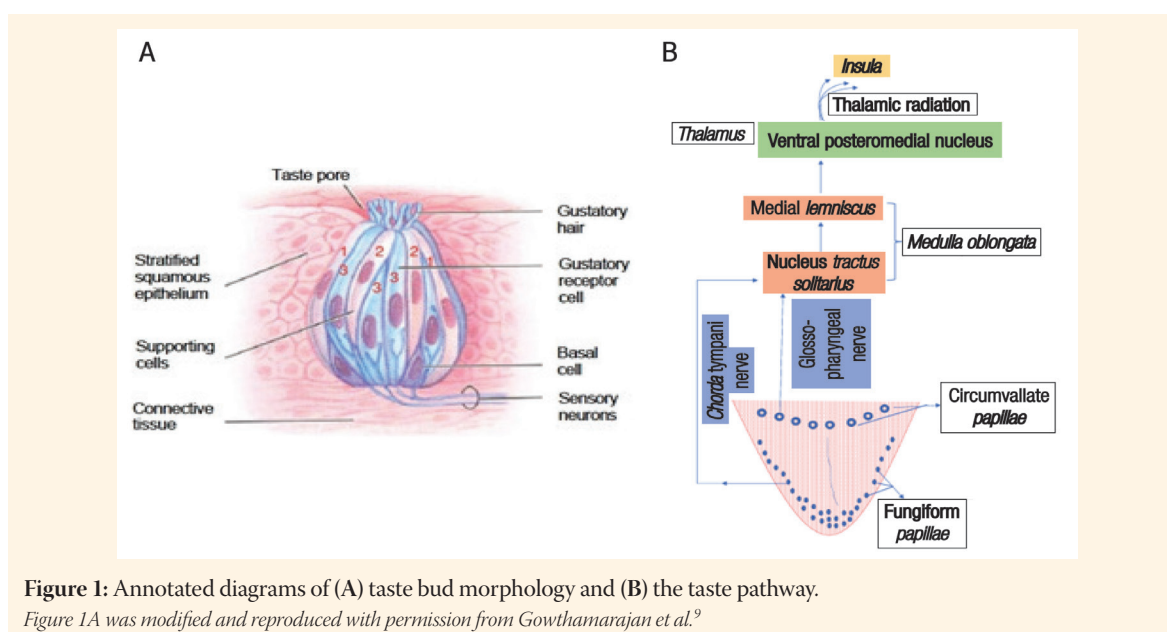 A
Taste pore
Stratified
squamous
epithelium
Supporting
cells
Connective
tissue
Gustatory
hair
Gustatory
receptor
cell
Basal
cell
Sensory
neurons
1
2
2
1
3
3
3
B
Insula
Thalamic radiation
Thalamus
Ventral posteromedial nucleus
Medial lemniscus
Medulla oblongata
Nucleus tractus
solitarius
Chorda tympani
nerve
Glosso-
pharyngeal
nerve
Circumvallate
papillae
Fungiform
papillae
Figure 1: Annotated diagrams of (A) taste bud morphology and (B) the taste pathway.
Figure 1A was modified and reproduced with permission from Gowthamarajan et al.9